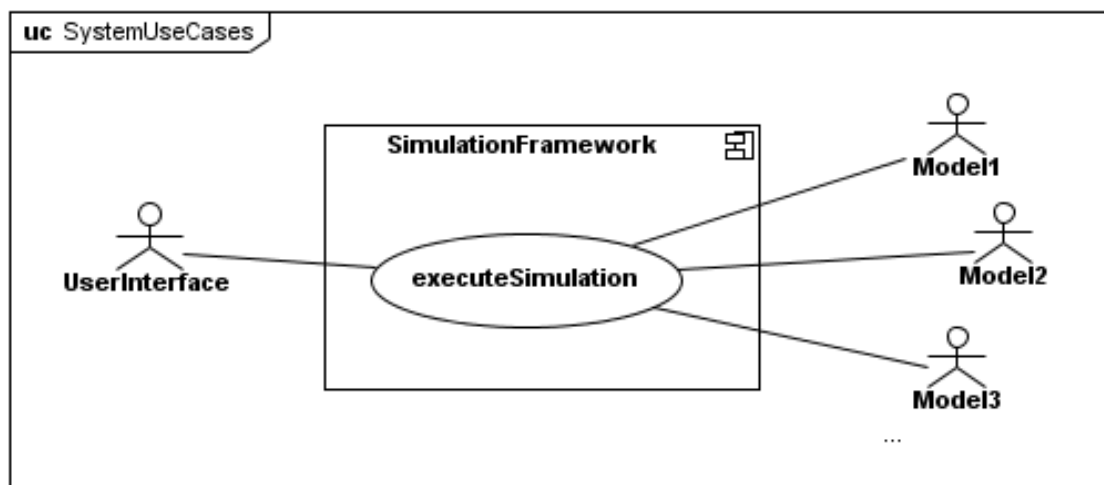 uc SystemUseCases
SimulationFramework
Model1
UserInterface
executeSimulation
Model2
Model3
...